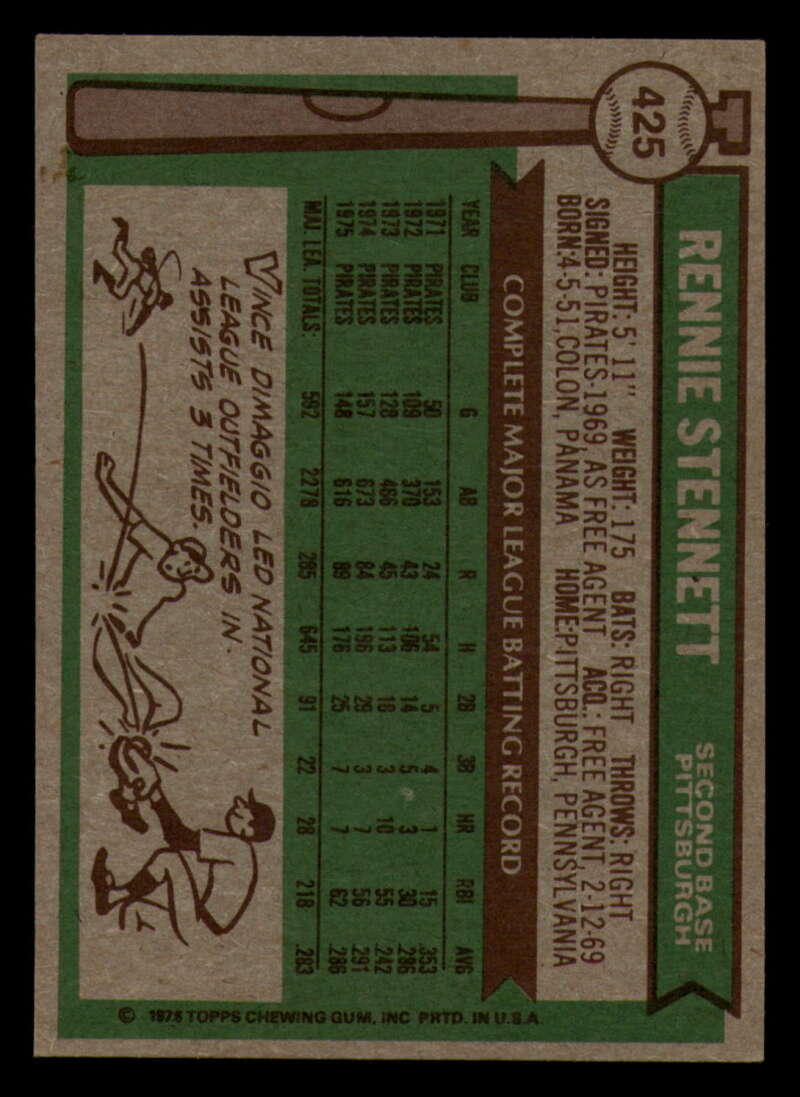 425
RENNIE STENNETT
SECOND BASE
PITTSBURGH
HEIGHT: 5' 11" WEIGHT: 175 BATS: RIGHT THROWS: RIGHT
SIGNED: PIRATES-1969 AS FREE AGENT ACQ.: FREE AGENT, 2-12-69
BORN: 4-5-51, COLON, PANAMA HOME: PITTSBURGH, PENNSYLVANIA
COMPLETE MAJOR LEAGUE BATTING RECORD
YEAR CLUB G AB R H 2B 3B HR RBI AVG
1971 PIRATES 50 153 24 54 5 4 1 15 .353
1972 PIRATES 109 370 43 106 14 5 3 30 .286
1973 PIRATES 128 466 45 113 18 3 10 55 .242
1974 PIRATES 157 673 84 196 29 3 7 56 .291
1975 PIRATES 148 616 89 176 25 7 7 62 .286
MAJ. LEA. TOTALS: 592 2278 285 645 91 22 28 218 .283
VINCE DIMAGGIO LED NATIONAL
LEAGUE OUTFIELDERS IN
ASSISTS 3 TIMES.
© 1976 TOPPS CHEWING GUM, INC PRTD. IN U.S.A.